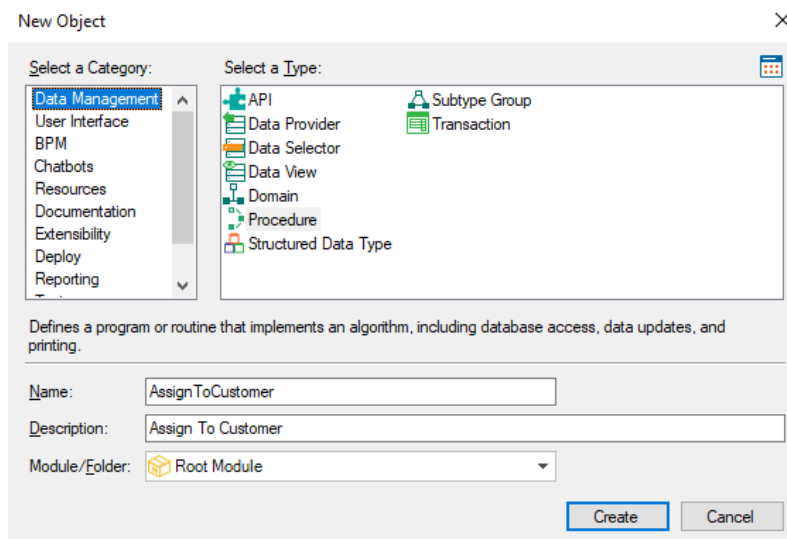 New Object
Select a Category:
Data Management
User Interface
BPM
Chatbots
Resources
Documentation
Extensibility
Deploy
Reporting
Select a Type:
API
Data Provider
Data Selector
Data View
Domain
Procedure
Structured Data Type
Subtype Group
Transaction
Defines a program or routine that implements an algorithm, including database access, data updates, and
printing.
Name: AssignToCustomer
Description: Assign To Customer
Module/Folder: Root Module
Create Cancel